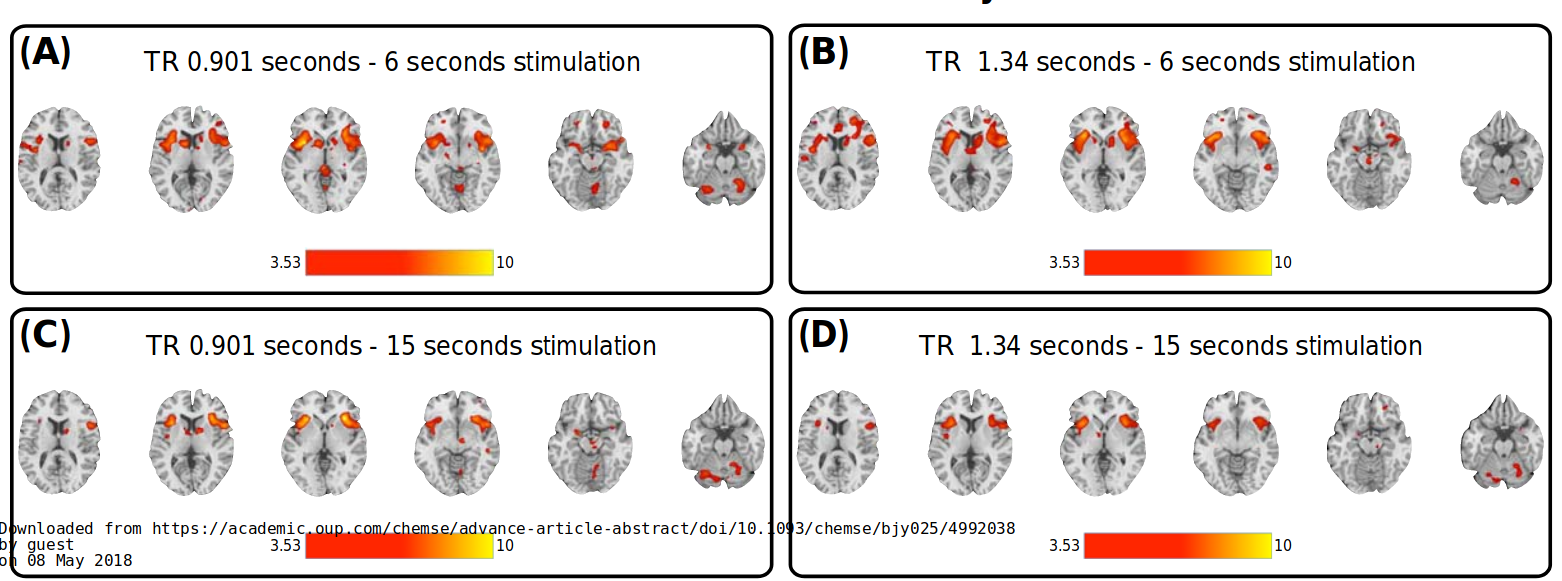 (A)
TR 0.901 seconds - 6 seconds stimulation
3.53
10
(B)
TR 1.34 seconds - 6 seconds stimulation
3.53
10
(C)
TR 0.901 seconds - 15 seconds stimulation
3.53
10
(D)
TR 1.34 seconds - 15 seconds stimulation
3.53
10
Downloaded from https://academic.oup.com/chemse/advance-article-abstract/doi/10.1093/chemse/bjy025/4992038
by guest
on 08 May 2018